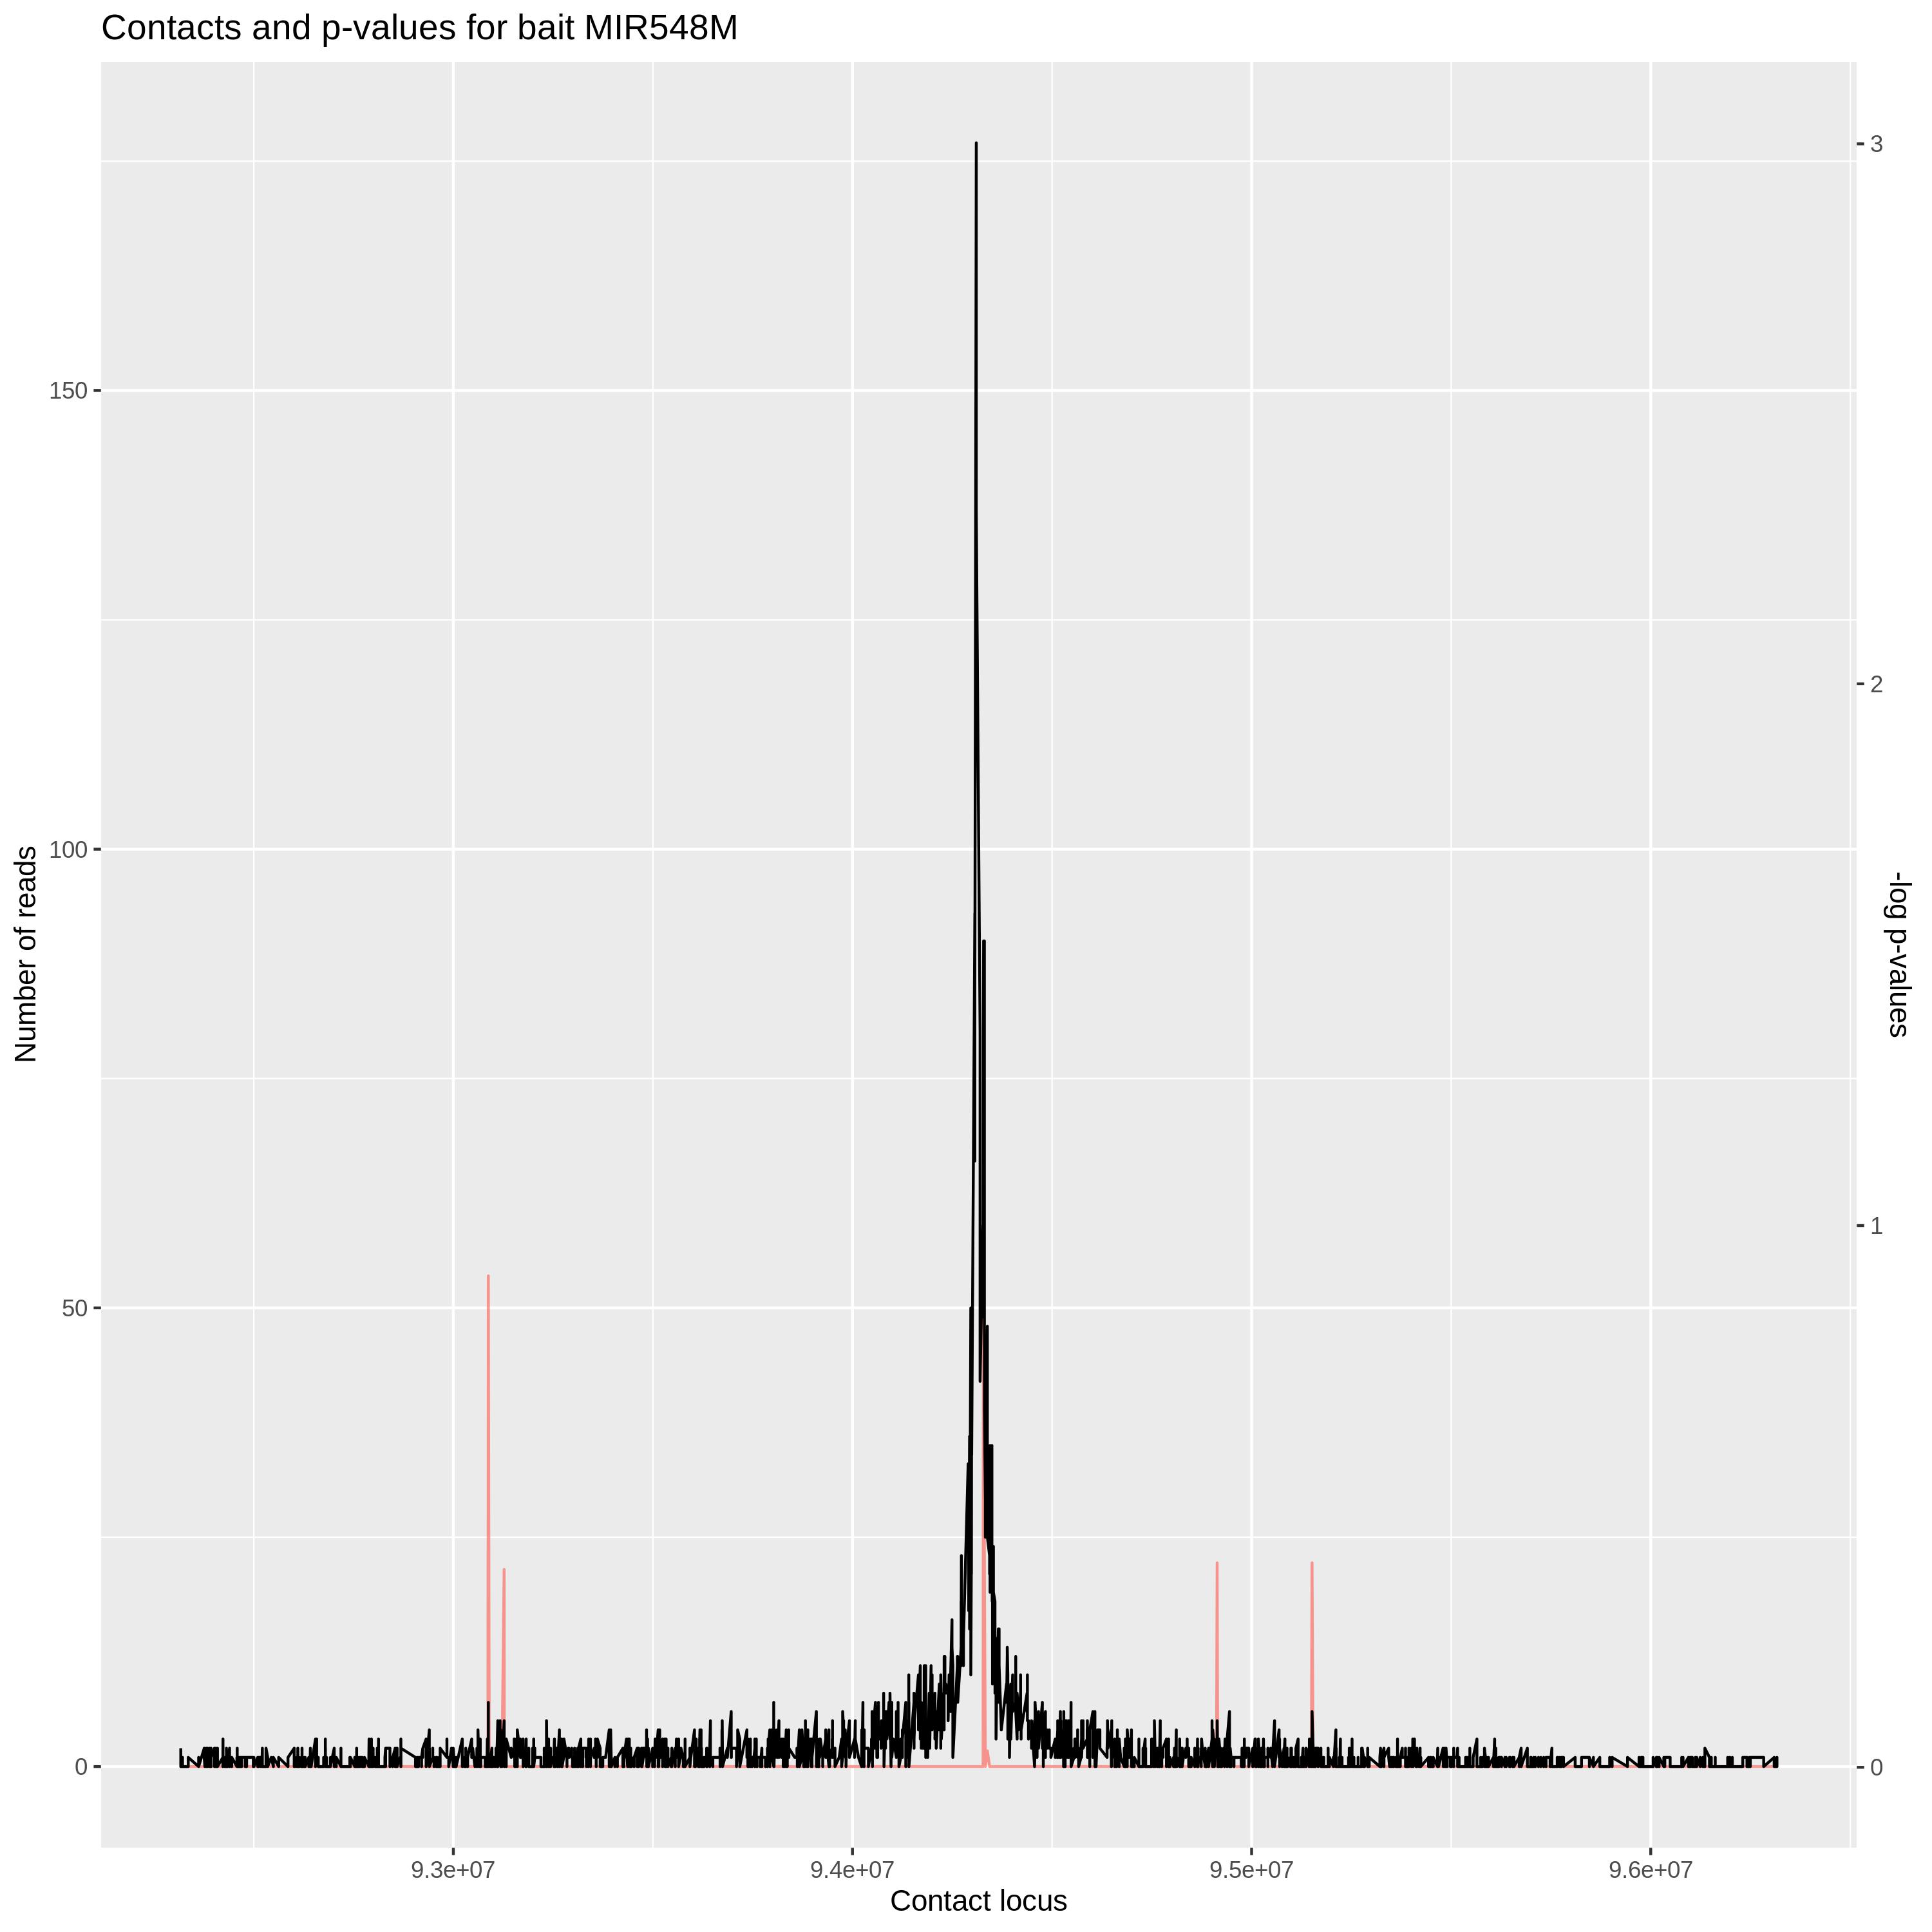 Contacts and p-values for bait MIR548M
150
100
50
0
Number of reads
3
2
1
0
-log p-values
9.3e+07 9.4e+07 9.5e+07 9.6e+07
Contact locus